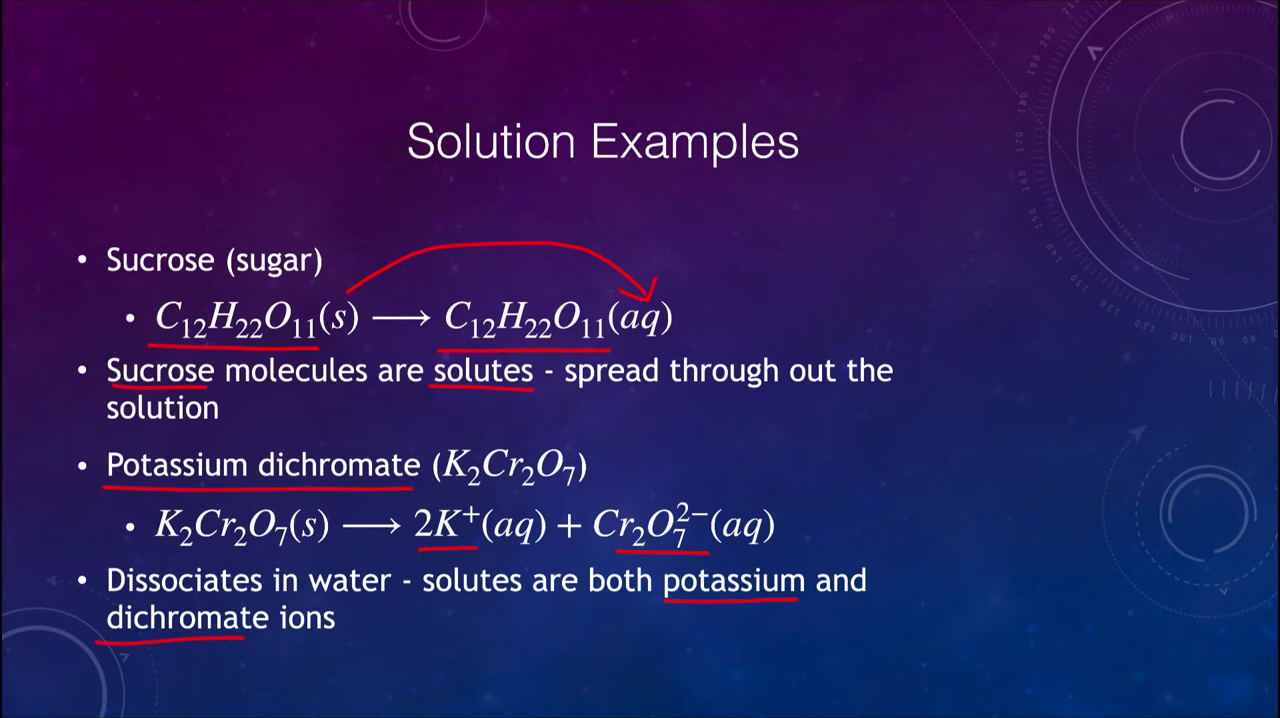 Solution Examples
• Sucrose (sugar)
• C₁₂H₂₂O₁₁(s) ⟶ C₁₂H₂₂O₁₁(aq)
• Sucrose molecules are solutes - spread through out the
solution
• Potassium dichromate (K₂Cr₂O₇)
• K₂Cr₂O₇(s) ⟶ 2K⁺(aq) + Cr₂O₇²⁻(aq)
• Dissociates in water - solutes are both potassium and
dichromate ions